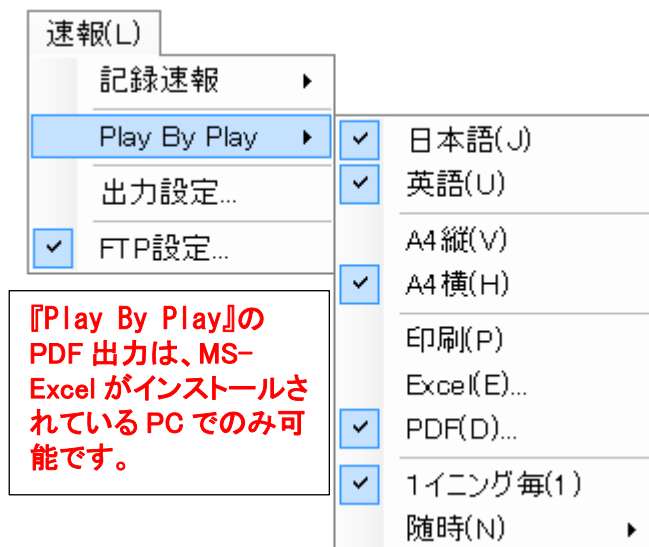 速報(L)
記録速報
Play By Play
出力設定...
FTP設定...
日本語(J)
英語(U)
A4縦(V)
A4横(H)
印刷(P)
Excel(E)...
PDF(D)...
1イニング毎(1)
随時(N)
『Play By Play』の
PDF 出力は、MS-
Excel がインストールさ
れている PC でのみ可
能です。